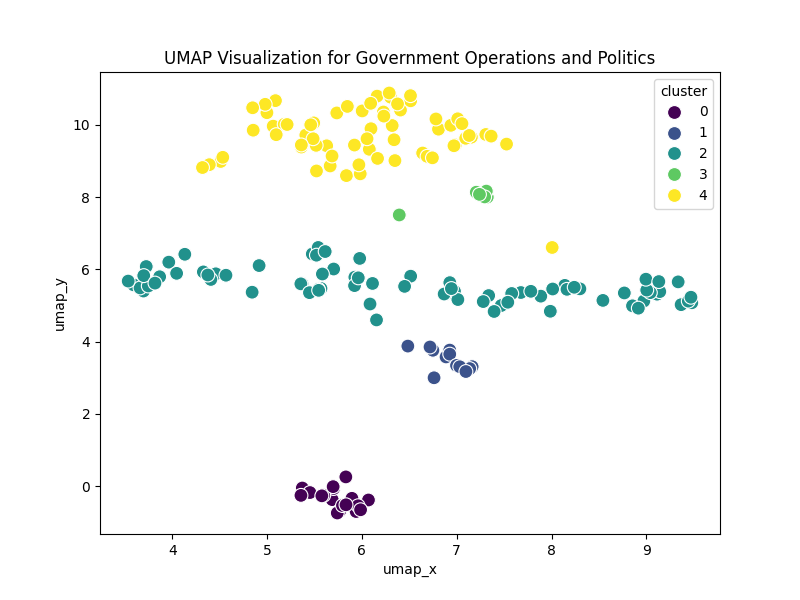 UMAP Visualization for Government Operations and Politics
cluster
0
1
2
3
4
10
8
6
4
2
0
umap_y
4 5 6 7 8 9
umap_x